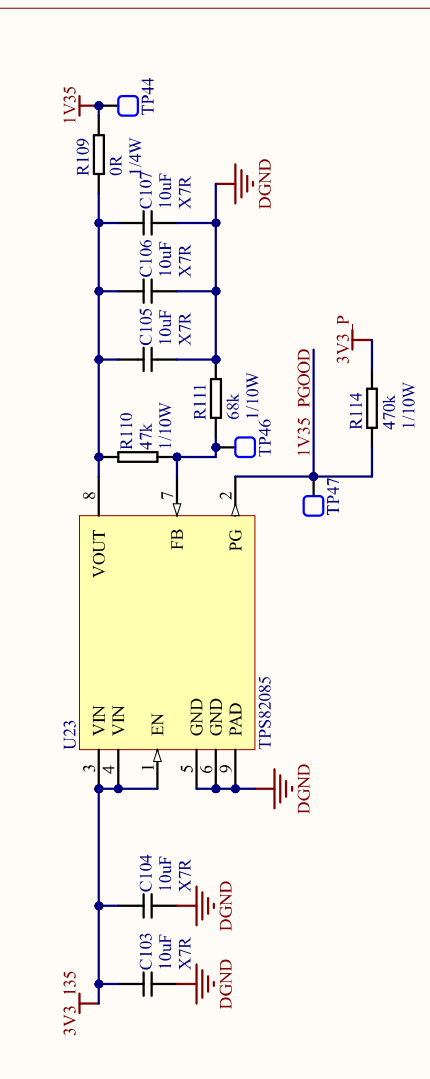 3V3_135
C103
10uF
X7R
DGND
C104
10uF
X7R
DGND
U23
3
VIN
4
VIN
1
EN
5
GND
6
GND
9
PAD
DGND
VOUT
8
FB
7
PG
2
TPS82085
R110
47k
1/10W
R111
68k
1/10W
TP46
C105
10uF
X7R
C106
10uF
X7R
C107
10uF
X7R
DGND
R109
0R
1/4W
1V35
TP44
1V35_PGOOD
TP47
R114
470k
1/10W
3V3_P